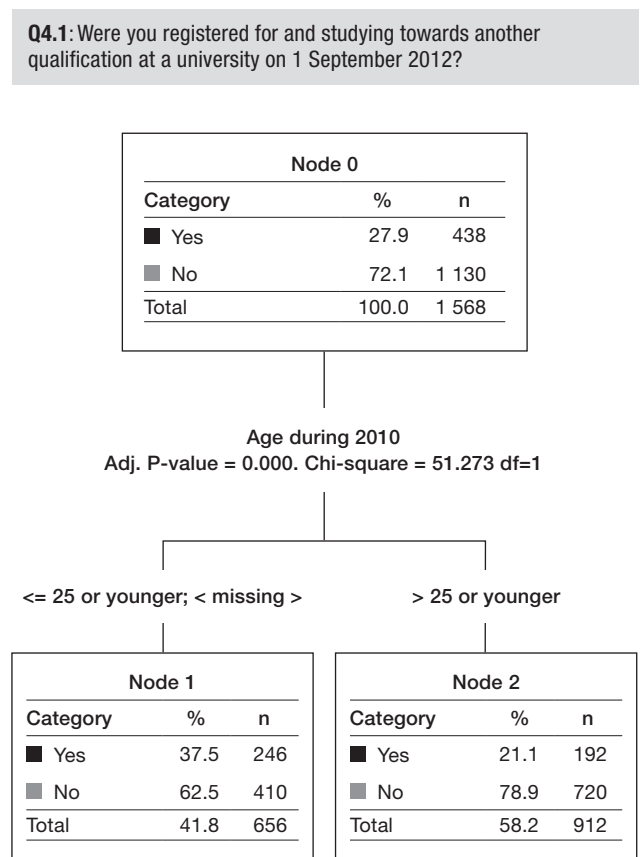 Q4.1: Were you registered for and studying towards another
qualification at a university on 1 September 2012?
Node 0
Category % n
Yes 27.9 438
No 72.1 1 130
Total 100.0 1 568
Age during 2010
Adj. P-value = 0.000. Chi-square = 51.273 df=1
<= 25 or younger; < missing >
> 25 or younger
Node 1
Category % n
Yes 37.5 246
No 62.5 410
Total 41.8 656
Node 2
Category % n
Yes 21.1 192
No 78.9 720
Total 58.2 912